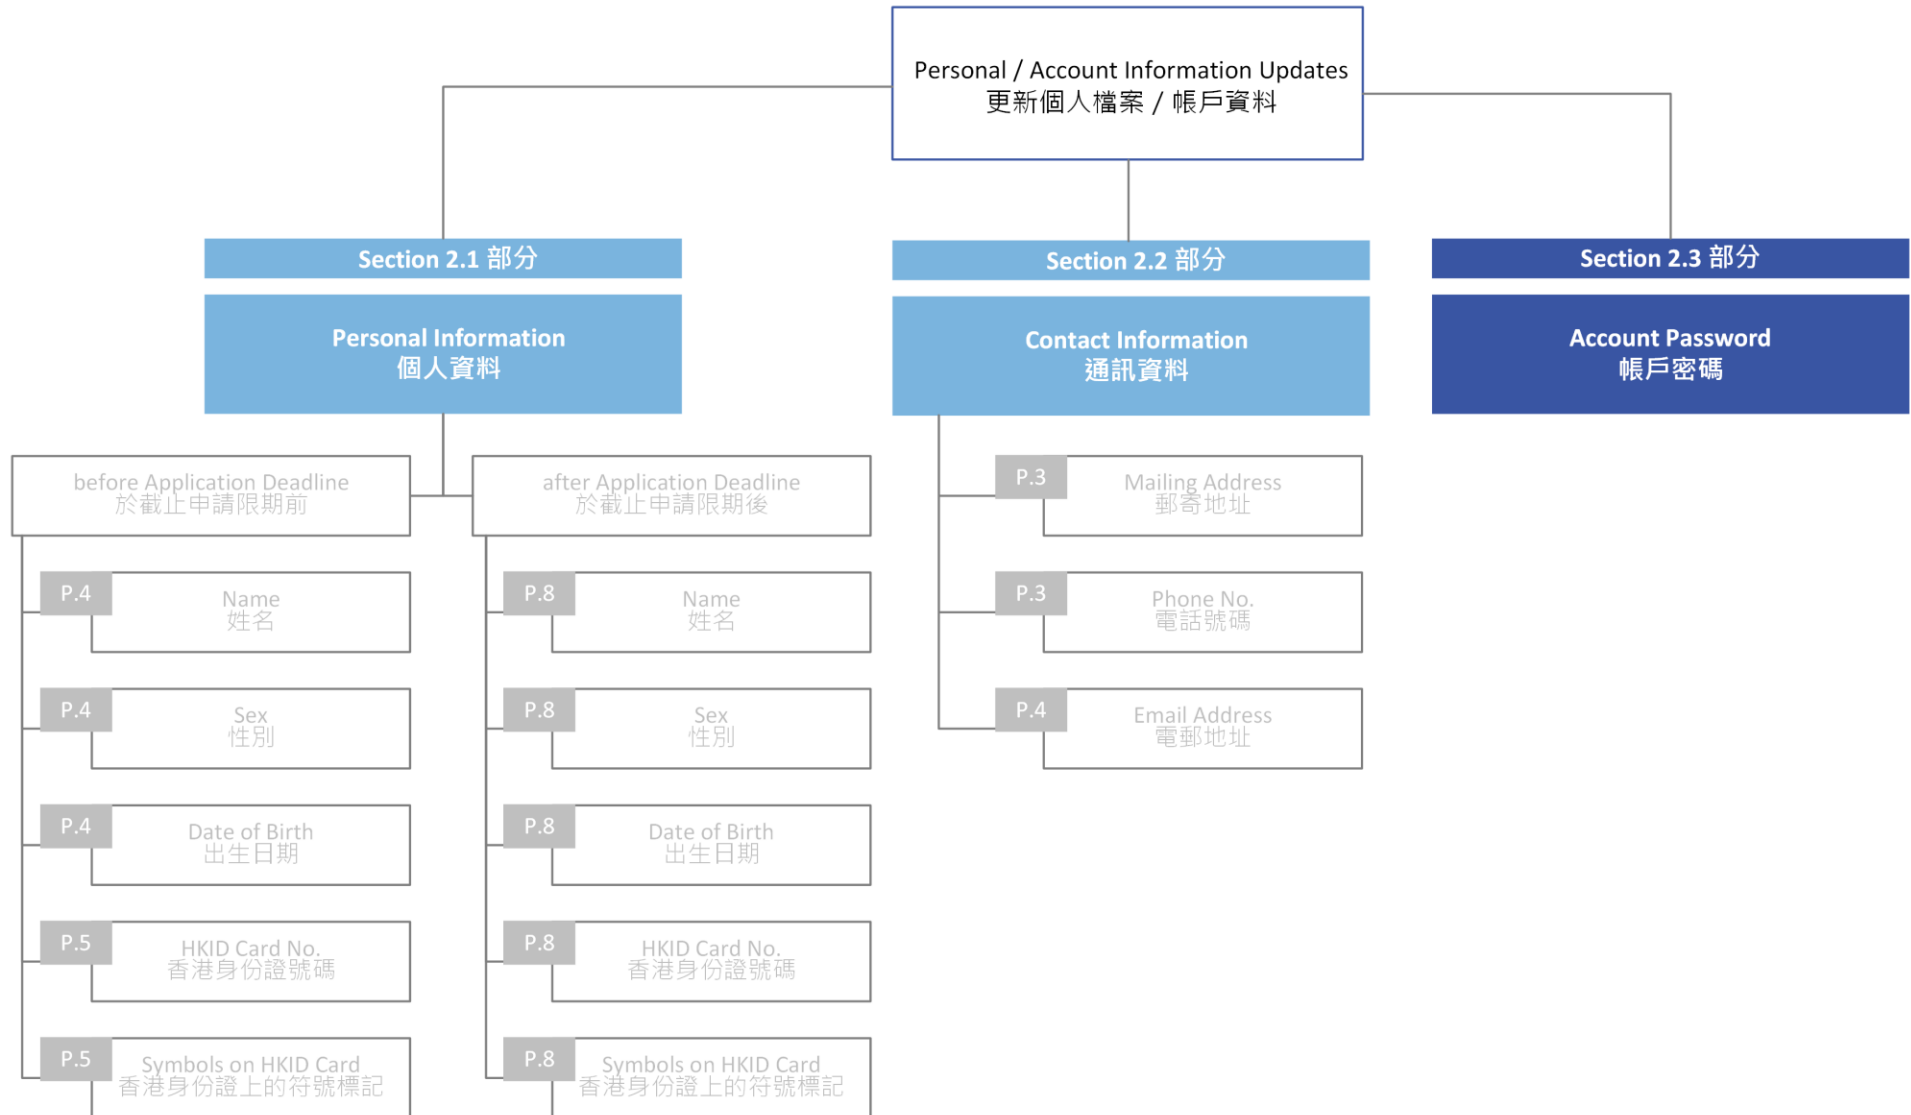 Personal / Account Information Updates
更新個人檔案 / 帳戶資料
Section 2.1 部分
Personal Information
個人資料
before Application Deadline
於截止申請限期前
P.4
Name
姓名
P.4
Sex
性別
P.4
Date of Birth
出生日期
P.5
HKID Card No.
香港身份證號碼
P.5
Symbols on HKID Card
香港身份證上的符號標記
after Application Deadline
於截止申請限期後
P.8
Name
姓名
P.8
Sex
性別
P.8
Date of Birth
出生日期
P.8
HKID Card No.
香港身份證號碼
P.8
Symbols on HKID Card
香港身份證上的符號標記
Section 2.2 部分
Contact Information
通訊資料
P.3
Mailing Address
郵寄地址
P.3
Phone No.
電話號碼
P.4
Email Address
電郵地址
Section 2.3 部分
Account Password
帳戶密碼